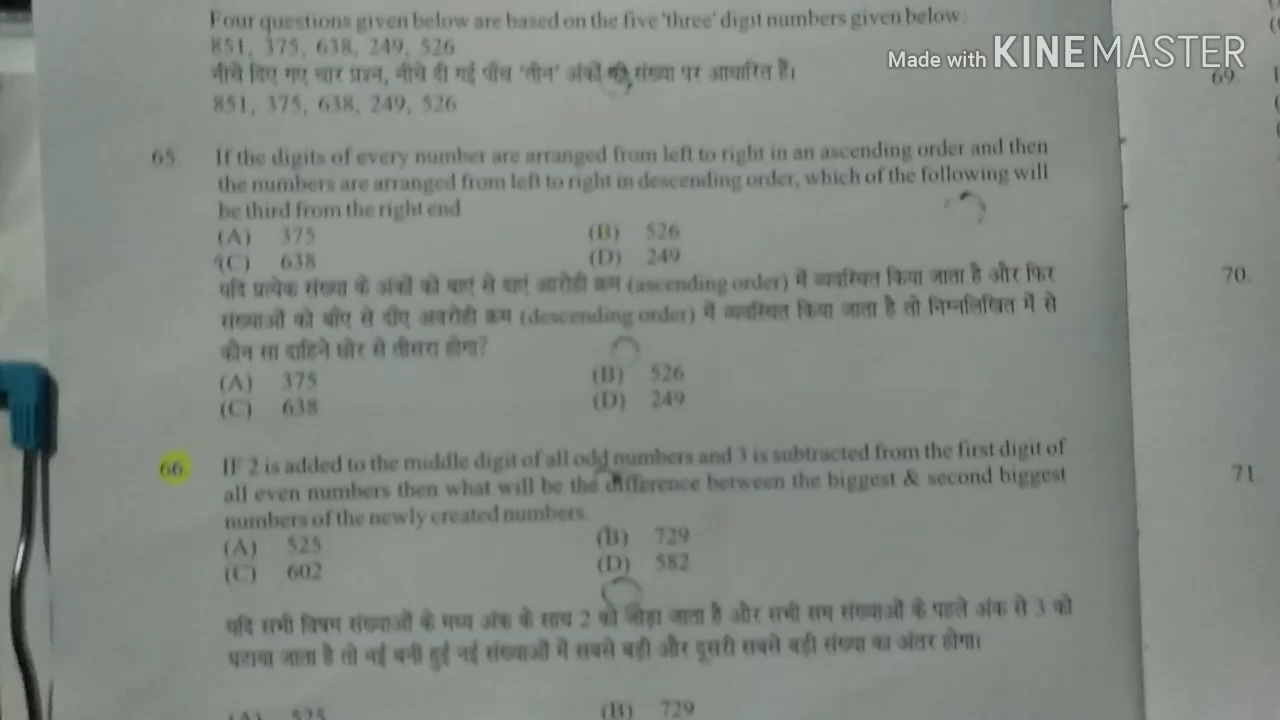 Four questions given below are based on the five 'three' digit numbers given below:
851, 375, 638, 249, 526
नीचे दिए गए चार प्रश्न, नीचे दी गई पाँच 'तीन' अंकों की संख्या पर आधारित हैं।
851, 375, 638, 249, 526
Made with KINEMASTER
69.
65. If the digits of every number are arranged from left to right in an ascending order and then
the numbers are arranged from left to right in descending order, which of the following will
be third from the right end
(A) 375 (B) 526
(C) 638 (D) 249
यदि प्रत्येक संख्या के अंकों को बाएं से दाएं आरोही क्रम (ascending order) में व्यवस्थित किया जाता है और फिर
संख्याओं को बाँए से दाँए अवरोही क्रम (descending order) में व्यवस्थित किया जाता है तो निम्नलिखित में से
कौन सा दाहिने छोर से तीसरा होगा?
(A) 375 (B) 526
(C) 638 (D) 249
70.
66. IF 2 is added to the middle digit of all odd numbers and 3 is subtracted from the first digit of
all even numbers then what will be the difference between the biggest & second biggest
numbers of the newly created numbers.
(A) 525 (B) 729
(C) 602 (D) 582
71.
यदि सभी विषम संख्याओं के मध्य अंक के साथ 2 को जोड़ा जाता है और सभी सम संख्याओं के पहले अंक से 3 को
घटाया जाता है तो नई बनी हुई नई संख्याओं में सबसे बड़ी और दूसरी सबसे बड़ी संख्या का अंतर होगा।
(A) 525 (B) 729